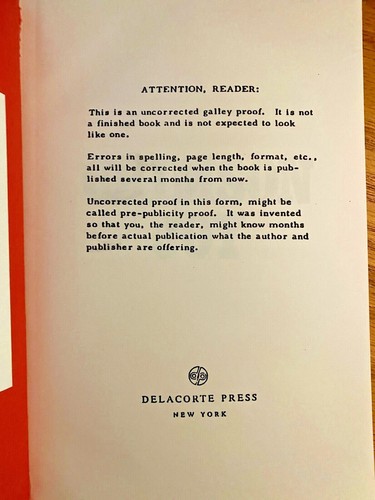 ATTENTION, READER:
This is an uncorrected galley proof. It is not
a finished book and is not expected to look
like one.
Errors in spelling, page length, format, etc.,
all will be corrected when the book is pub-
lished several months from now.
Uncorrected proof in this form, might be
called pre-publicity proof. It was invented
so that you, the reader, might know months
before actual publication what the author and
publisher are offering.
DELACORTE PRESS
NEW YORK